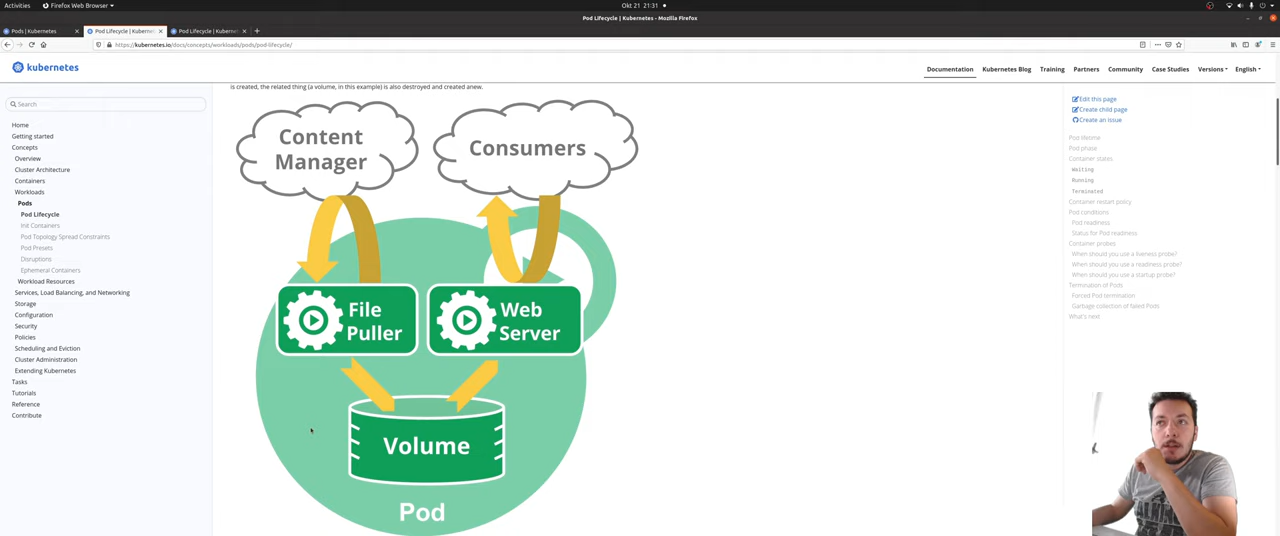 Activities
Firefox Web Browser
Okt 21 21:31
Pod Lifecycle | Kubernetes - Mozilla Firefox
Pods | Kubernetes
Pod Lifecycle | Kubernet
Pod Lifecycle | Kubernet
https://kubernetes.io/docs/concepts/workloads/pods/pod-lifecycle/
kubernetes
Documentation
Kubernetes Blog
Training
Partners
Community
Case Studies
Versions
English
Search
Home
Getting started
Concepts
Overview
Cluster Architecture
Containers
Workloads
Pods
Pod Lifecycle
Init Containers
Pod Topology Spread Constraints
Pod Presets
Disruptions
Ephemeral Containers
Workload Resources
Services, Load Balancing, and Networking
Storage
Configuration
Security
Policies
Scheduling and Eviction
Cluster Administration
Extending Kubernetes
Tasks
Tutorials
Reference
Contribute
is created, the related thing (a volume, in this example) is also destroyed and created anew.
Content
Manager
Consumers
File
Puller
Web
Server
Volume
Pod
Edit this page
Create child page
Create an issue
Pod lifetime
Pod phase
Container states
Waiting
Running
Terminated
Container restart policy
Pod conditions
Pod readiness
Status for Pod readiness
Container probes
When should you use a liveness probe?
When should you use a readiness probe?
When should you use a startup probe?
Termination of Pods
Forced Pod termination
Garbage collection of failed Pods
What's next